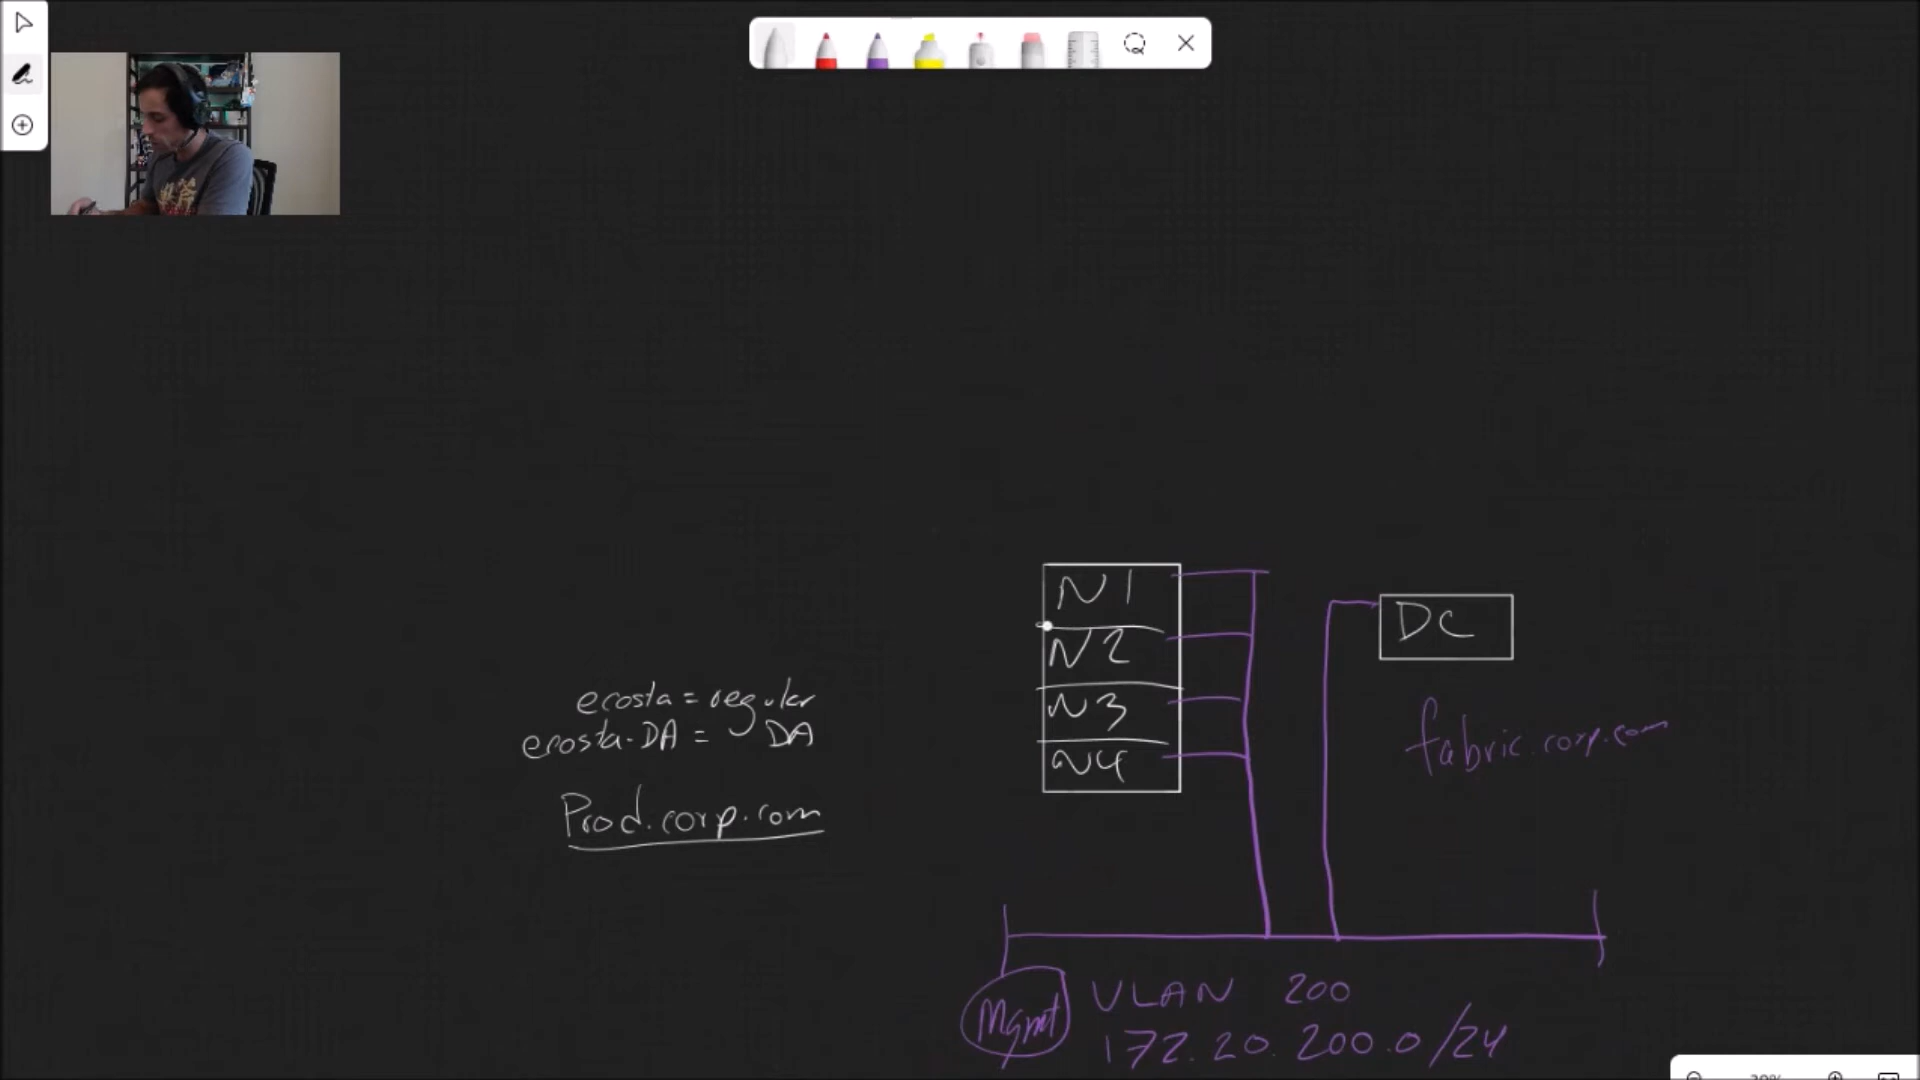 N1
N2
N3
N4
DC
fabric.corp.com
ecosta = regular
ecosta-DA = DA
Prod.corp.com
Mgmt
VLAN 200
172.20.200.0/24